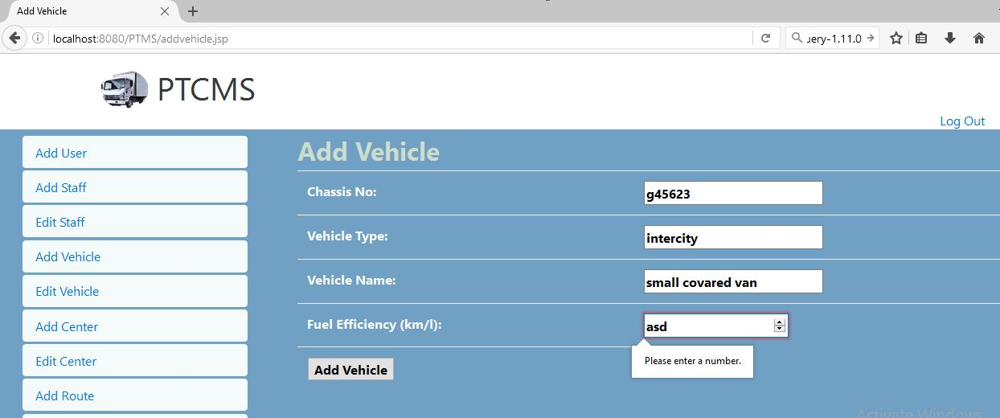 Add Vehicle
localhost:8080/PTMS/addvehicle.jsp
uery-1.11.0
PTCMS
Log Out
Add User
Add Staff
Edit Staff
Add Vehicle
Edit Vehicle
Add Center
Edit Center
Add Route
Add Vehicle
Chassis No:
g45623
Vehicle Type:
intercity
Vehicle Name:
small covared van
Fuel Efficiency (km/l):
asd
Please enter a number.
Add Vehicle
Activate Windows